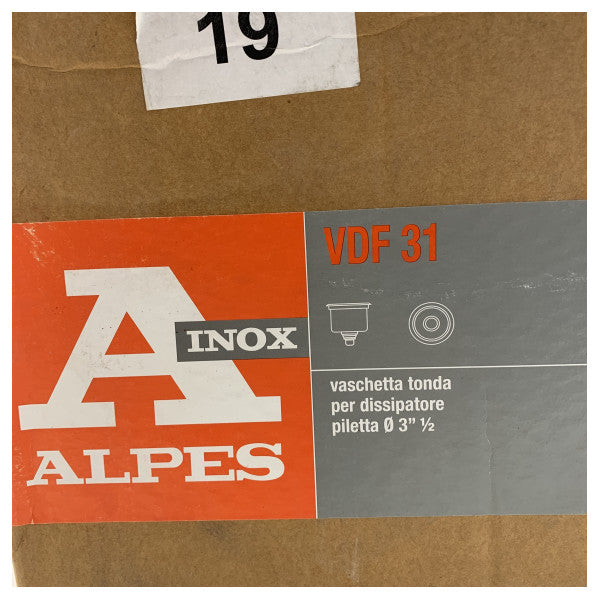 19
A
INOX
ALPES
VDF 31
vaschetta tonda
per dissipatore
piletta Ø 3” ½